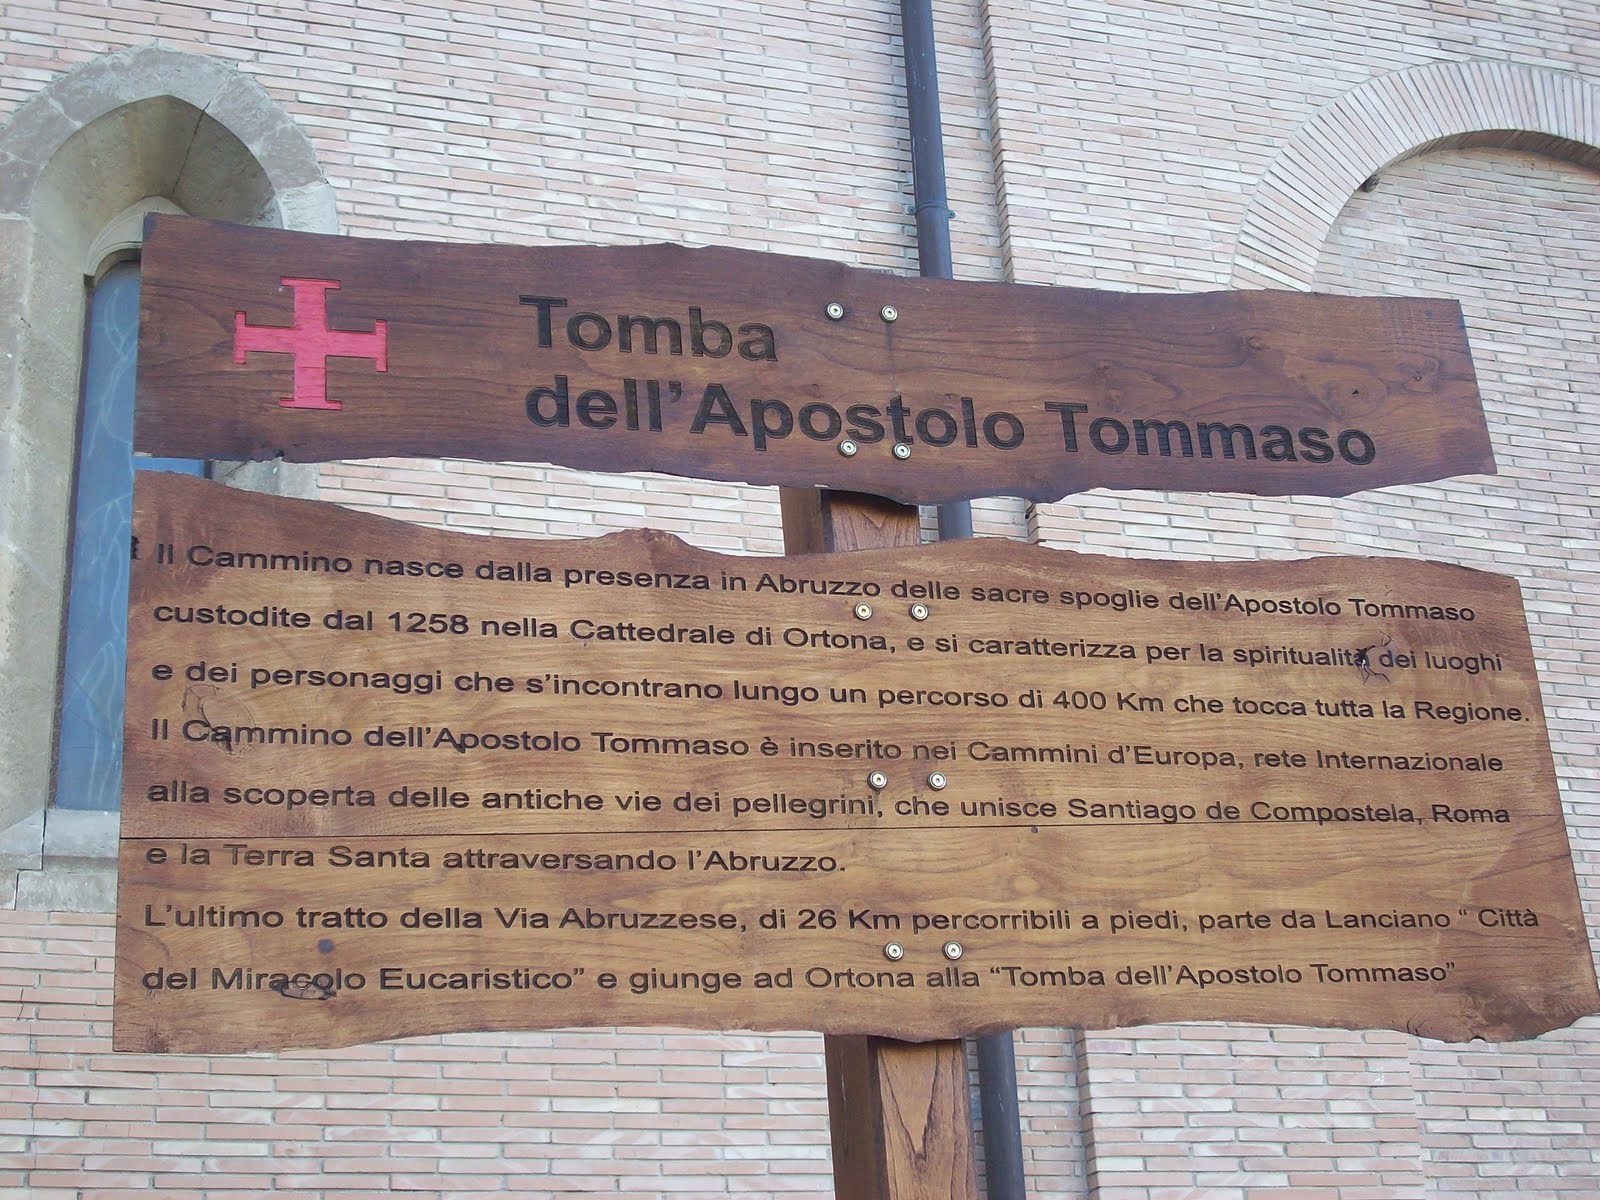 Tomba
dell'Apostolo Tommaso
Il Cammino nasce dalla presenza in Abruzzo delle sacre spoglie dell'Apostolo Tommaso
custodite dal 1258 nella Cattedrale di Ortona, e si caratterizza per la spiritualità dei luoghi
e dei personaggi che s'incontrano lungo un percorso di 400 Km che tocca tutta la Regione.
Il Cammino dell'Apostolo Tommaso è inserito nei Cammini d'Europa, rete Internazionale
alla scoperta delle antiche vie dei pellegrini, che unisce Santiago de Compostela, Roma
e la Terra Santa attraversando l'Abruzzo.
L'ultimo tratto della Via Abruzzese, di 26 Km percorribili a piedi, parte da Lanciano “ Città
del Miracolo Eucaristico” e giunge ad Ortona alla “Tomba dell'Apostolo Tommaso”